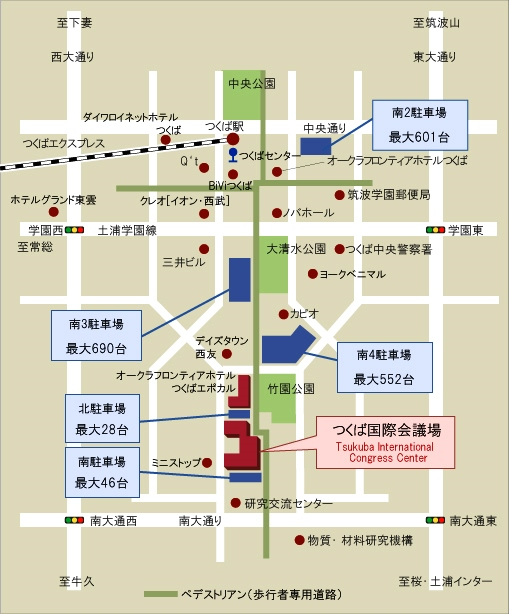 至下妻
至筑波山
西大通り
東大通り
中央公園
南2駐車場
最大601台
ダイワロイネットホテル
つくば
つくば駅
中央通り
つくばエクスプレス
つくばセンター
Q't
オークラフロンティアホテルつくば
BiViつくば
ホテルグランド東雲
クレオ[イオン・西武]
筑波学園郵便局
ノバホール
学園西
土浦学園線
学園東
至常総
大清水公園
つくば中央警察署
三井ビル
ヨークベニマル
南3駐車場
最大690台
カピオ
デイズタウン
西友
南4駐車場
最大552台
オークラフロンティアホテル
つくばエポカル
竹園公園
北駐車場
最大28台
つくば国際会議場
Tsukuba International
Congress Center
南駐車場
最大46台
ミニストップ
研究交流センター
南大通西
南大通り
南大通東
物質・材料研究機構
至牛久
至桜・土浦インター
ペデストリアン(歩行者専用道路)